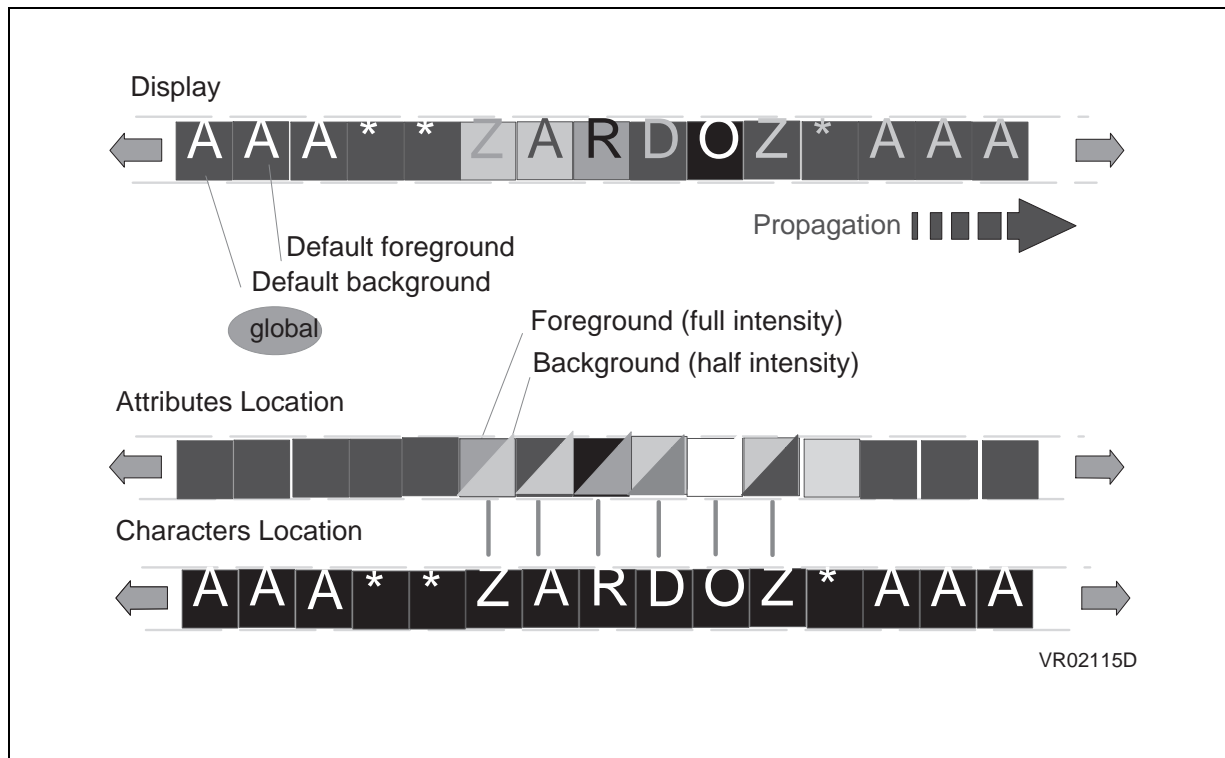 Display
AAA**ZARDOZ*AAA
Propagation
Default foreground
Default background
global
Foreground (full intensity)
Background (half intensity)
Attributes Location
Characters Location
AAA**ZARDOZ*AAA
VR02115D